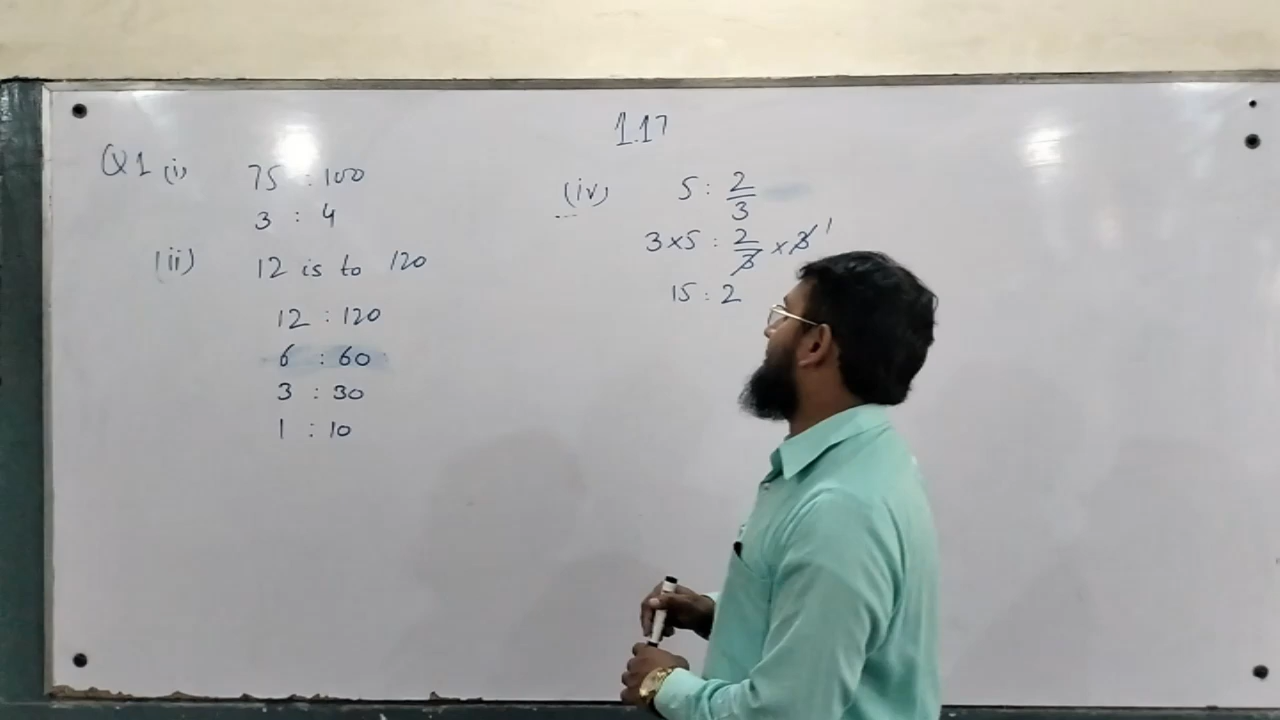 1.17
Q1 (i) 75 : 100
3 : 4
(ii) 12 is to 120
12 : 120
6 : 60
3 : 30
1 : 10
(iv) 5 : 2/3
3 × 5 : 2/3 × 3 1
15 : 2